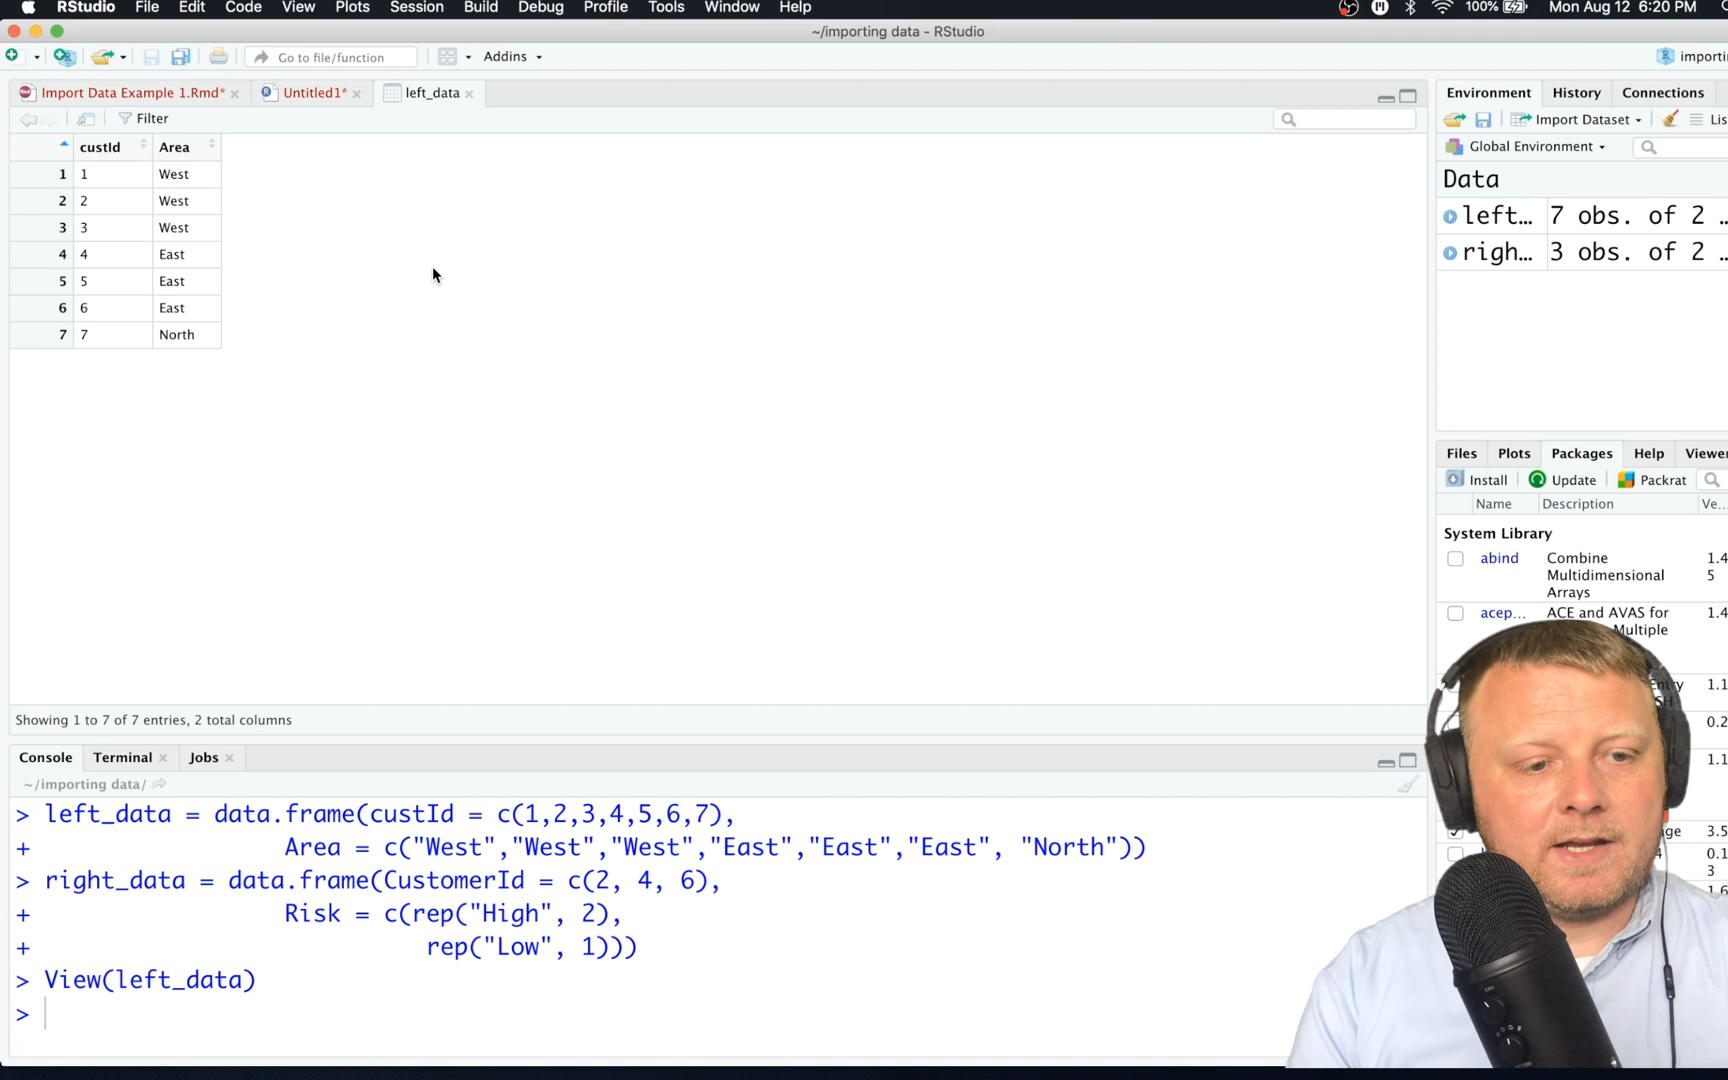 RStudio File Edit Code View Plots Session Build Debug Profile Tools Window Help 100% Mon Aug 12 6:20 PM
~/importing data - RStudio
Go to file/function Addins
Import Data Example 1.Rmd* Untitled1* left_data
Filter
custId Area
1 1 West
2 2 West
3 3 West
4 4 East
5 5 East
6 6 East
7 7 North
Showing 1 to 7 of 7 entries, 2 total columns
Console Terminal Jobs
~/importing data/
> left_data = data.frame(custId = c(1,2,3,4,5,6,7),
+ Area = c("West","West","West","East","East","East", "North"))
> right_data = data.frame(CustomerId = c(2, 4, 6),
+ Risk = c(rep("High", 2),
+ rep("Low", 1)))
> View(left_data)
>
Environment History Connections
Import Dataset
Global Environment
Data
left... 7 obs. of 2 ...
righ... 3 obs. of 2 ...
Files Plots Packages Help Viewer
Install Update Packrat
Name Description Ve...
System Library
abind Combine 1.4
Multidimensional 5
Arrays
acep... ACE and AVAS for 1.4
Multiple
1.1
0.2
1.1
3.5
0.1
3
1.6